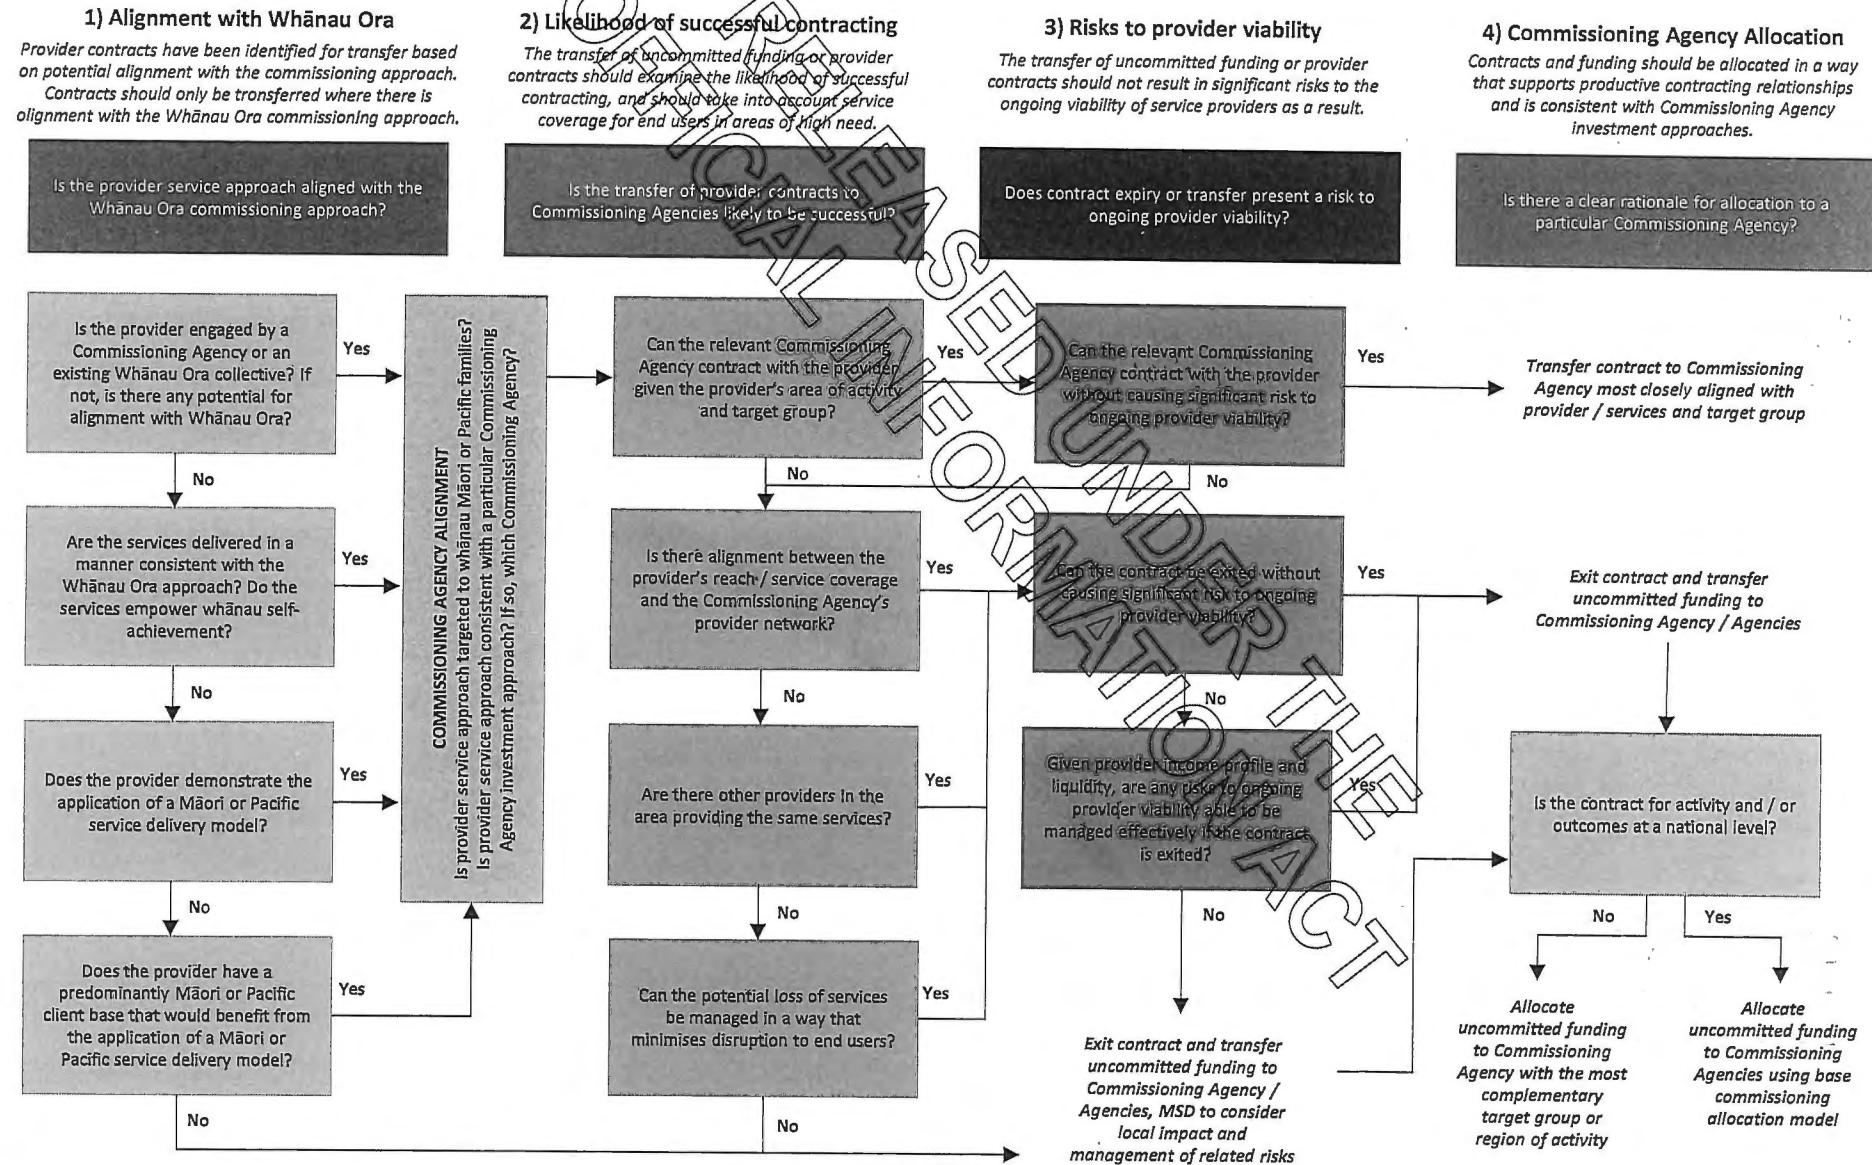 1) Alignment with Whānau Ora
Provider contracts have been identified for transfer based
on potential alignment with the commissioning approach.
Contracts should only be tronsferred where there is
alignment with the Whānau Ora commissioning approach.
Is the provider service approach aligned with the
Whānau Ora commissioning approach?
Is the provider engaged by a
Commissioning Agency or an
existing Whānau Ora collective? If
not, is there any potential for
alignment with Whānau Ora?
Yes
No
Are the services delivered in a
manner consistent with the
Whānau Ora approach? Do the
services empower whānau self-
achievement?
Yes
No
Does the provider demonstrate the
application of a Māori or Pacific
service delivery model?
Yes
No
Does the provider have a
predominantly Māori or Pacific
client base that would benefit from
the application of a Māori or
Pacific service delivery model?
Yes
No
COMMISSIONING AGENCY ALIGNMENT
Is provider service approach targeted to whānau Māori or Pacific families?
Is provider service approach consistent with a particular Commissioning
Agency investment approach? If so, which Commissioning Agency?
2) Likelihood of successful contracting
The transfer of uncommitted funding or provider
contracts should examine the likelihood of successful
contracting, and should take into account service
coverage for end users in areas of high need.
Is the transfer of provider contracts to
Commissioning Agencies likely to be successful?
Can the relevant Commissioning
Agency contract with the provider
given the provider's area of activity
and target group?
Yes
No
Is there alignment between the
provider's reach / service coverage
and the Commissioning Agency's
provider network?
Yes
No
Are there other providers in the
area providing the same services?
Yes
No
Can the potential loss of services
be managed in a way that
minimises disruption to end users?
Yes
No
3) Risks to provider viability
The transfer of uncommitted funding or provider
contracts should not result in significant risks to the
ongoing viability of service providers as a result.
Does contract expiry or transfer present a risk to
ongoing provider viability?
Can the relevant Commissioning
Agency contract with the provider
without causing significant risk to
ongoing provider viability?
Yes
No
Can the contract be exited without
causing significant risk to ongoing
provider viability?
Yes
No
Given provider income profile and
liquidity, are any risks to ongoing
provider viability able to be
managed effectively if the contract
is exited?
Yes
No
Exit contract and transfer
uncommitted funding to
Commissioning Agency /
Agencies, MSD to consider
local impact and
management of related risks
4) Commissioning Agency Allocation
Contracts and funding should be allocated in a way
that supports productive contracting relationships
and is consistent with Commissioning Agency
investment approaches.
Is there a clear rationale for allocation to a
particular Commissioning Agency?
Transfer contract to Commissioning
Agency most closely aligned with
provider / services and target group
Exit contract and transfer
uncommitted funding to
Commissioning Agency / Agencies
Is the contract for activity and / or
outcomes at a national level?
No
Yes
Allocate
uncommitted funding
to Commissioning
Agency with the most
complementary
target group or
region of activity
Allocate
uncommitted funding
to Commissioning
Agencies using base
commissioning
allocation model
RELEASED UNDER THE
OFFICIAL INFORMATION ACT